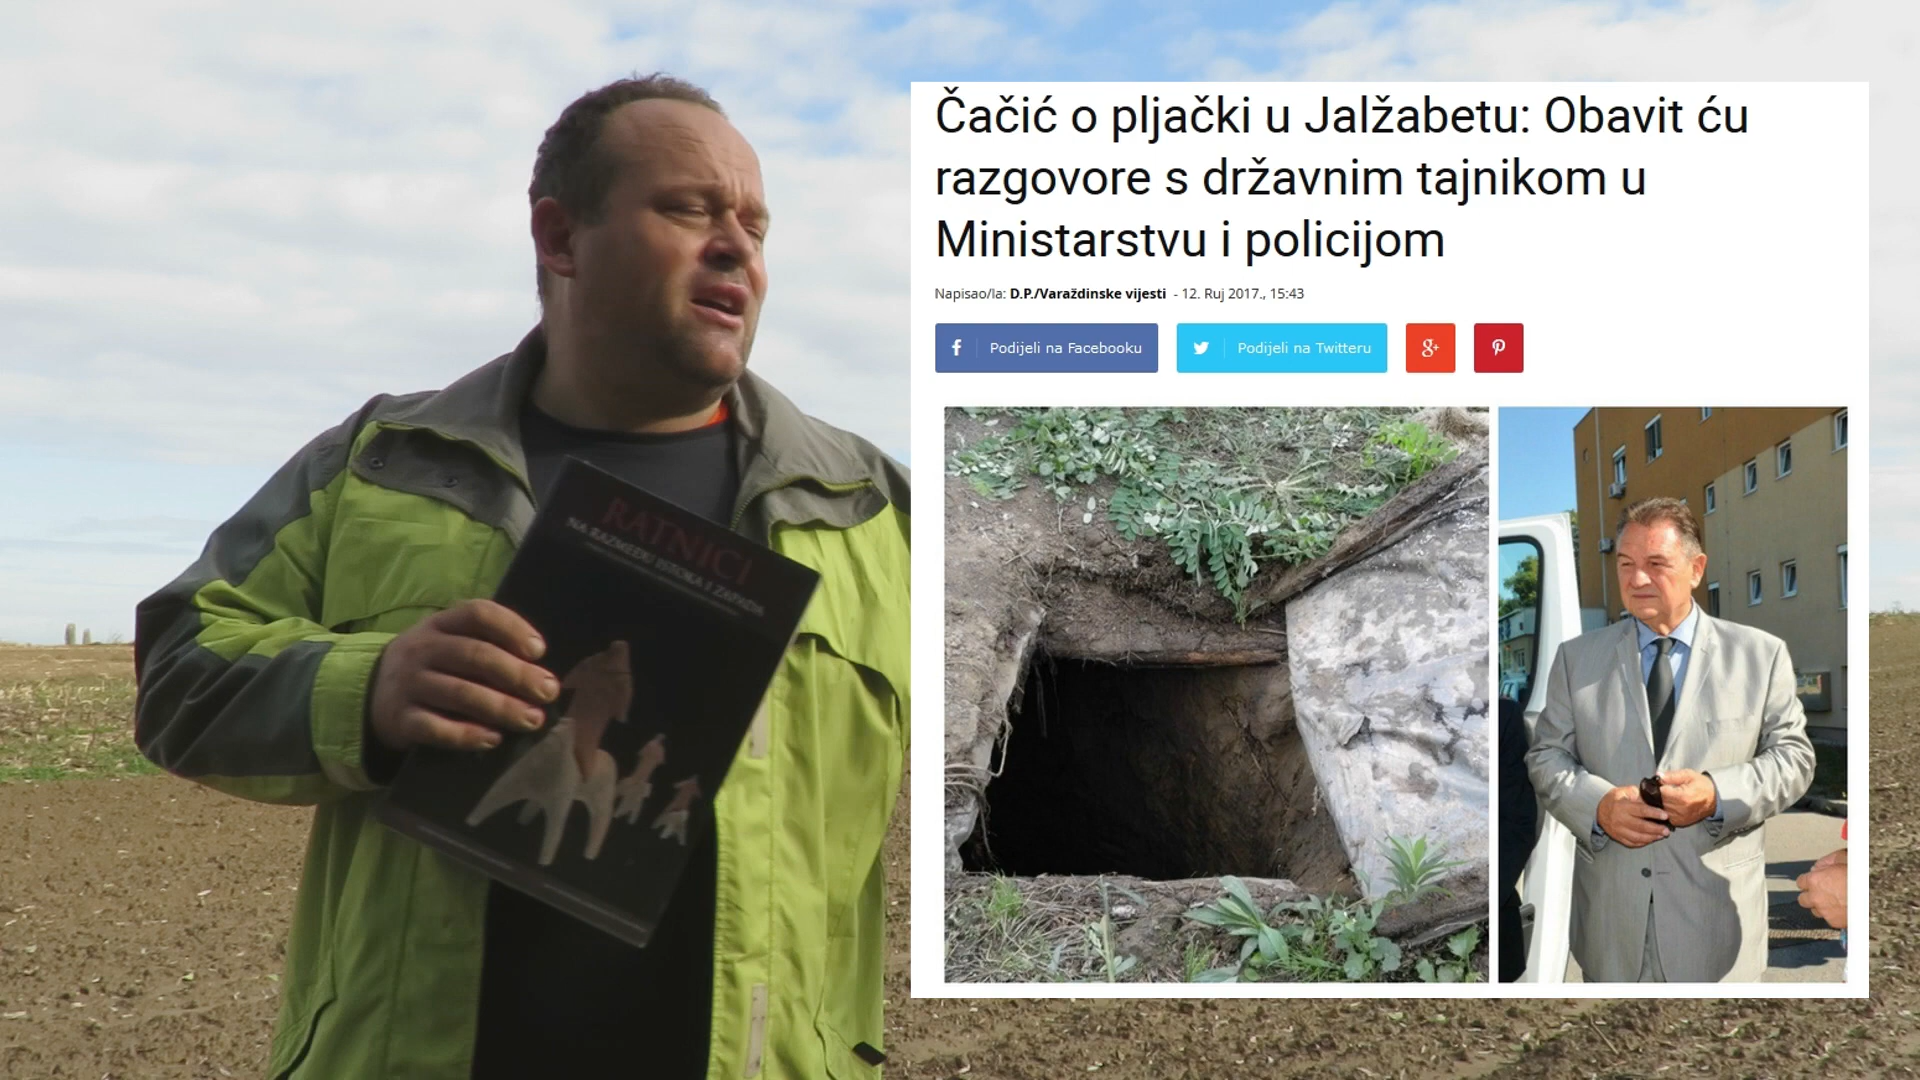 Čačić o pljački u Jalžabetu: Obavit ću
razgovore s državnim tajnikom u
Ministarstvu i policijom
Napisao/la: D.P./Varaždinske vijesti - 12. Ruj 2017., 15:43
Podijeli na Facebooku
Podijeli na Twitteru
g+
RATNICI
NA RAZMEĐU ISTOKA I ZAPADA